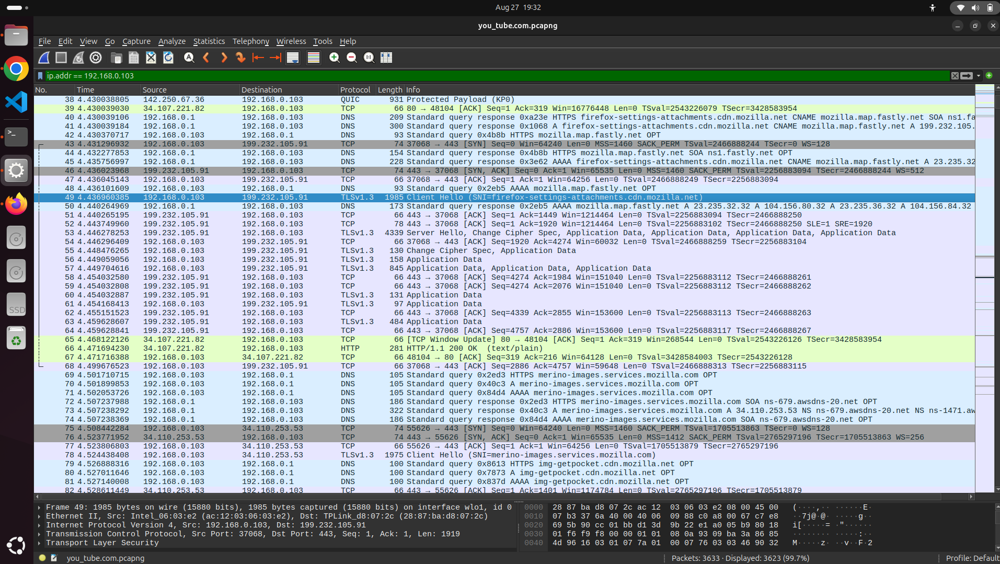 Aug 27 19:32
you_tube.com.pcapng
File Edit View Go Capture Analyze Statistics Telephony Wireless Tools Help
ip.addr == 192.168.0.103
No. Time Source Destination Protocol Length Info
38 4.430038805 142.250.67.36 192.168.0.103 QUIC 931 Protected Payload (KP0)
39 4.430039030 34.107.221.82 192.168.0.103 TCP 66 80 → 48104 [ACK] Seq=1 Ack=319 Win=16776448 Len=0 TSval=2543226079 TSecr=3428583954
40 4.430039106 192.168.0.1 192.168.0.103 DNS 209 Standard query response 0xa23e HTTPS firefox-settings-attachments.cdn.mozilla.net CNAME mozilla.map.fastly.net SOA ns1.fa
41 4.430039184 192.168.0.1 192.168.0.103 DNS 300 Standard query response 0x1068 A firefox-settings-attachments.cdn.mozilla.net CNAME mozilla.map.fastly.net A 199.232.105.
42 4.430370717 192.168.0.103 192.168.0.1 DNS 93 Standard query 0x4b8b HTTPS mozilla.map.fastly.net OPT
43 4.431296932 192.168.0.103 199.232.105.91 TCP 74 37068 → 443 [SYN] Seq=0 Win=64240 Len=0 MSS=1460 SACK_PERM TSval=2466888244 TSecr=0 WS=128
44 4.432277853 192.168.0.1 192.168.0.103 DNS 154 Standard query response 0x4b8b HTTPS mozilla.map.fastly.net SOA ns1.fastly.net OPT
45 4.435756997 192.168.0.1 192.168.0.103 DNS 228 Standard query response 0x3e62 AAAA firefox-settings-attachments.cdn.mozilla.net CNAME mozilla.map.fastly.net A 23.235.32
46 4.436023968 199.232.105.91 192.168.0.103 TCP 74 443 → 37068 [SYN, ACK] Seq=0 Ack=1 Win=65535 Len=0 MSS=1460 SACK_PERM TSval=2256883094 TSecr=2466888244 WS=512
47 4.436045143 192.168.0.103 199.232.105.91 TCP 66 37068 → 443 [ACK] Seq=1 Ack=1 Win=64256 Len=0 TSval=2466888249 TSecr=2256883094
48 4.436101609 192.168.0.103 192.168.0.1 DNS 93 Standard query 0x2eb5 AAAA mozilla.map.fastly.net OPT
49 4.436960385 192.168.0.103 199.232.105.91 TLSv1.3 1985 Client Hello (SNI=firefox-settings-attachments.cdn.mozilla.net)
50 4.440264969 192.168.0.1 192.168.0.103 DNS 173 Standard query response 0x2eb5 AAAA mozilla.map.fastly.net A 23.235.32.32 A 104.156.80.32 A 23.235.36.32 A 104.156.84.32
51 4.440265195 199.232.105.91 192.168.0.103 TCP 66 443 → 37068 [ACK] Seq=1 Ack=1449 Win=1214464 Len=0 TSval=2256883094 TSecr=2466888250
52 4.443749960 199.232.105.91 192.168.0.103 TCP 78 443 → 37068 [ACK] Seq=1 Ack=1920 Win=1214464 Len=0 TSval=2256883102 TSecr=2466888250 SLE=1 SRE=1920
53 4.446278253 199.232.105.91 192.168.0.103 TLSv1.3 4339 Server Hello, Change Cipher Spec, Application Data, Application Data, Application Data, Application Data
54 4.446296409 192.168.0.103 199.232.105.91 TCP 66 37068 → 443 [ACK] Seq=1920 Ack=4274 Win=60032 Len=0 TSval=2466888259 TSecr=2256883104
55 4.448476265 192.168.0.103 199.232.105.91 TLSv1.3 130 Change Cipher Spec, Application Data
56 4.449059056 192.168.0.103 199.232.105.91 TLSv1.3 158 Application Data
57 4.449704616 192.168.0.103 199.232.105.91 TLSv1.3 845 Application Data, Application Data, Application Data
58 4.454032580 199.232.105.91 192.168.0.103 TCP 66 443 → 37068 [ACK] Seq=4274 Ack=1984 Win=151040 Len=0 TSval=2256883112 TSecr=2466888261
59 4.454032808 199.232.105.91 192.168.0.103 TCP 66 443 → 37068 [ACK] Seq=4274 Ack=2076 Win=151040 Len=0 TSval=2256883112 TSecr=2466888262
60 4.454032887 199.232.105.91 192.168.0.103 TLSv1.3 131 Application Data
61 4.454168413 192.168.0.103 199.232.105.91 TLSv1.3 97 Application Data
62 4.455151523 199.232.105.91 192.168.0.103 TCP 66 443 → 37068 [ACK] Seq=4339 Ack=2855 Win=153600 Len=0 TSval=2256883113 TSecr=2466888263
63 4.459628607 199.232.105.91 192.168.0.103 TLSv1.3 484 Application Data
64 4.459628841 199.232.105.91 192.168.0.103 TCP 66 443 → 37068 [ACK] Seq=4757 Ack=2886 Win=153600 Len=0 TSval=2256883117 TSecr=2466888267
65 4.468122126 34.107.221.82 192.168.0.103 TCP 66 [TCP Window Update] 80 → 48104 [ACK] Seq=1 Ack=319 Win=268544 Len=0 TSval=2543226126 TSecr=3428583954
66 4.471694230 34.107.221.82 192.168.0.103 HTTP 281 HTTP/1.1 200 OK (text/plain)
67 4.471716388 192.168.0.103 34.107.221.82 TCP 66 48104 → 80 [ACK] Seq=319 Ack=216 Win=64128 Len=0 TSval=3428584003 TSecr=2543226128
68 4.499676523 192.168.0.103 199.232.105.91 TCP 66 37068 → 443 [ACK] Seq=2886 Ack=4757 Win=59648 Len=0 TSval=2466888313 TSecr=2256883115
69 4.501710715 192.168.0.103 192.168.0.1 DNS 105 Standard query 0x2ed3 HTTPS merino-images.services.mozilla.com OPT
70 4.501899853 192.168.0.103 192.168.0.1 DNS 105 Standard query 0x40c3 A merino-images.services.mozilla.com OPT
71 4.502053726 192.168.0.103 192.168.0.1 DNS 105 Standard query 0x84d4 AAAA merino-images.services.mozilla.com OPT
72 4.507237988 192.168.0.1 192.168.0.103 DNS 186 Standard query response 0x2ed3 HTTPS merino-images.services.mozilla.com SOA ns-679.awsdns-20.net OPT
73 4.507238292 192.168.0.1 192.168.0.103 DNS 322 Standard query response 0x40c3 A merino-images.services.mozilla.com A 34.110.253.53 NS ns-679.awsdns-20.net NS ns-1471.aw
74 4.507238369 192.168.0.1 192.168.0.103 DNS 186 Standard query response 0x84d4 AAAA merino-images.services.mozilla.com SOA ns-679.awsdns-20.net OPT
75 4.508442284 192.168.0.103 34.110.253.53 TCP 74 55626 → 443 [SYN] Seq=0 Win=64240 Len=0 MSS=1460 SACK_PERM TSval=1705513863 TSecr=0 WS=128
76 4.523771952 34.110.253.53 192.168.0.103 TCP 74 443 → 55626 [SYN, ACK] Seq=0 Ack=1 Win=65535 Len=0 MSS=1412 SACK_PERM TSval=2765297196 TSecr=1705513863 WS=256
77 4.523806803 192.168.0.103 34.110.253.53 TCP 66 55626 → 443 [ACK] Seq=1 Ack=1 Win=64256 Len=0 TSval=1705513879 TSecr=2765297196
78 4.524438408 192.168.0.103 34.110.253.53 TLSv1.3 1975 Client Hello (SNI=merino-images.services.mozilla.com)
79 4.526888316 192.168.0.103 192.168.0.1 DNS 100 Standard query 0x8613 HTTPS img-getpocket.cdn.mozilla.net OPT
80 4.527011646 192.168.0.103 192.168.0.1 DNS 100 Standard query 0x7873 A img-getpocket.cdn.mozilla.net OPT
81 4.527140008 192.168.0.103 192.168.0.1 DNS 100 Standard query 0x837d AAAA img-getpocket.cdn.mozilla.net OPT
82 4.528611449 34.110.253.53 192.168.0.103 TCP 66 443 → 55626 [ACK] Seq=1 Ack=1401 Win=1174784 Len=0 TSval=2765297196 TSecr=1705513879
SSD
Frame 49: 1985 bytes on wire (15880 bits), 1985 bytes captured (15880 bits) on interface wlo1, id 0
Ethernet II, Src: Intel_06:03:e2 (ac:12:03:06:03:e2), Dst: TPLink_d8:07:2c (28:87:ba:d8:07:2c)
Internet Protocol Version 4, Src: 192.168.0.103, Dst: 199.232.105.91
Transmission Control Protocol, Src Port: 37068, Dst Port: 443, Seq: 1, Ack: 1, Len: 1919
Transport Layer Security
0000 28 87 ba d8 07 2c ac 12 03 06 03 e2 08 00 45 00 (····,·· ······E·
0010 07 b3 37 6a 40 00 40 06 09 88 c0 a8 00 67 c7 e8 ··7j@·@· ·····g··
0020 69 5b 90 cc 01 bb d1 3d 9b 22 e1 a0 05 b9 80 18 i[·····= ·"······
0030 01 f6 f9 f8 00 00 01 01 08 0a 93 09 ba 3a 86 85 ········ ·····:··
0040 4d 96 16 03 01 07 7a 01 00 07 76 03 03 46 90 32 M·····z· ··v··F·2
you_tube.com.pcapng
Packets: 3633 · Displayed: 3623 (99.7%)
Profile: Default